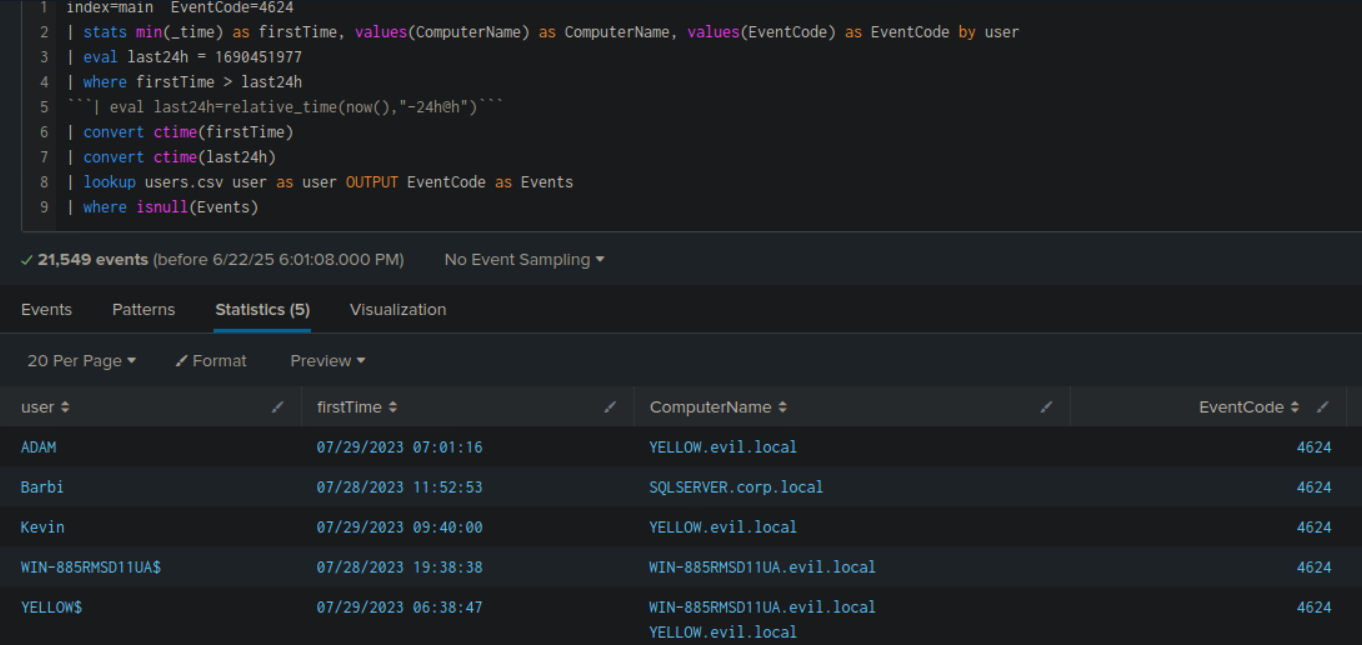 1 index=main EventCode=4624
2 | stats min(_time) as firstTime, values(ComputerName) as ComputerName, values(EventCode) as EventCode by user
3 | eval last24h = 1690451977
4 | where firstTime > last24h
5 ```| eval last24h=relative_time(now(),"-24h@h")```
6 | convert ctime(firstTime)
7 | convert ctime(last24h)
8 | lookup users.csv user as user OUTPUT EventCode as Events
9 | where isnull(Events)
21,549 events (before 6/22/25 6:01:08.000 PM) No Event Sampling
Events Patterns Statistics (5) Visualization
20 Per Page Format Preview
user firstTime ComputerName EventCode
ADAM 07/29/2023 07:01:16 YELLOW.evil.local 4624
Barbi 07/28/2023 11:52:53 SQLSERVER.corp.local 4624
Kevin 07/29/2023 09:40:00 YELLOW.evil.local 4624
WIN-885RMSD11UA$ 07/28/2023 19:38:38 WIN-885RMSD11UA.evil.local 4624
YELLOW$ 07/29/2023 06:38:47 WIN-885RMSD11UA.evil.local 4624
YELLOW.evil.local